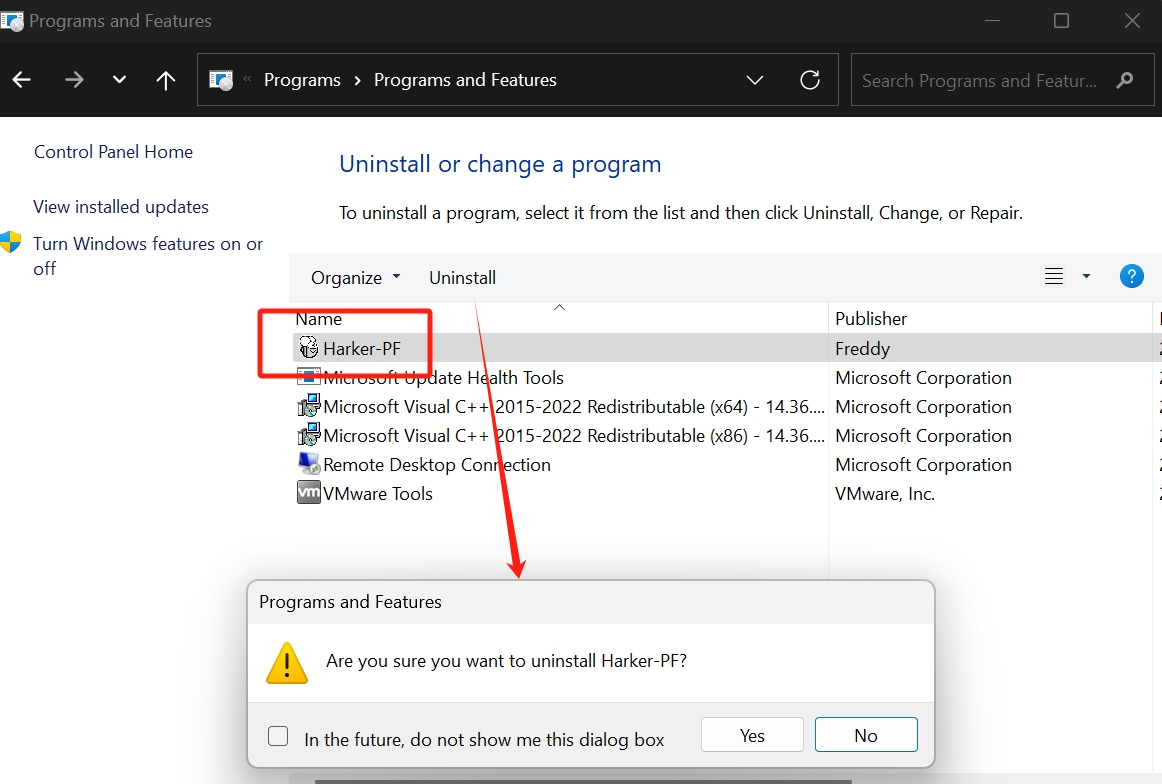 Programs and Features
« Programs > Programs and Features
Search Programs and Featur...
Control Panel Home
View installed updates
Turn Windows features on or
off
Uninstall or change a program
To uninstall a program, select it from the list and then click Uninstall, Change, or Repair.
Organize Uninstall
?
Name Publisher
Harker-PF Freddy
Microsoft Update Health Tools Microsoft Corporation
Microsoft Visual C++ 2015-2022 Redistributable (x64) - 14.36.... Microsoft Corporation
Microsoft Visual C++ 2015-2022 Redistributable (x86) - 14.36.... Microsoft Corporation
Remote Desktop Connection Microsoft Corporation
vm VMware Tools VMware, Inc.
Programs and Features
Are you sure you want to uninstall Harker-PF?
In the future, do not show me this dialog box Yes No